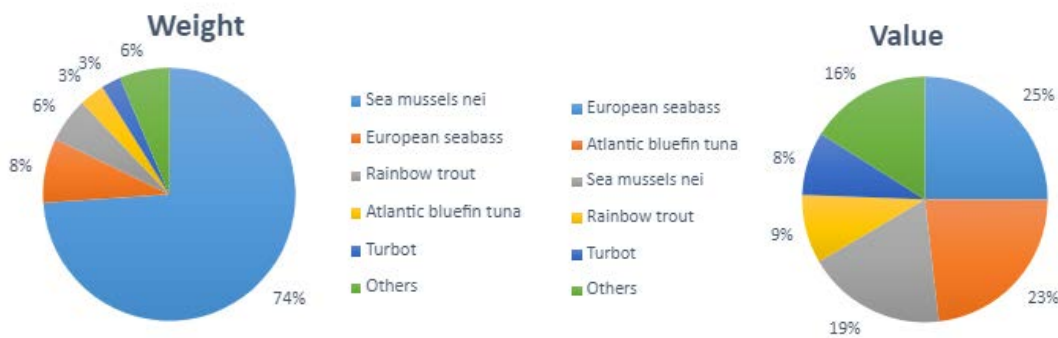 Weight
6%
3%
3%
6%
8%
74%
Sea mussels nei
European seabass
Rainbow trout
Atlantic bluefin tuna
Turbot
Others
European seabass
Atlantic bluefin tuna
Sea mussels nei
Rainbow trout
Turbot
Others
Value
16%
25%
8%
9%
23%
19%